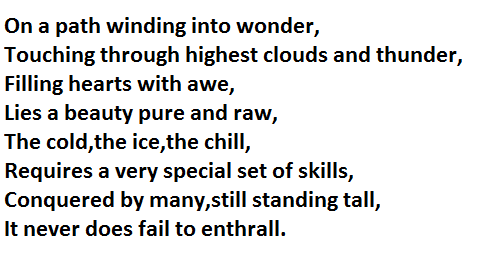 On a path winding into wonder,
Touching through highest clouds and thunder,
Filling hearts with awe,
Lies a beauty pure and raw,
The cold,the ice,the chill,
Requires a very special set of skills,
Conquered by many,still standing tall,
It never does fail to enthrall.